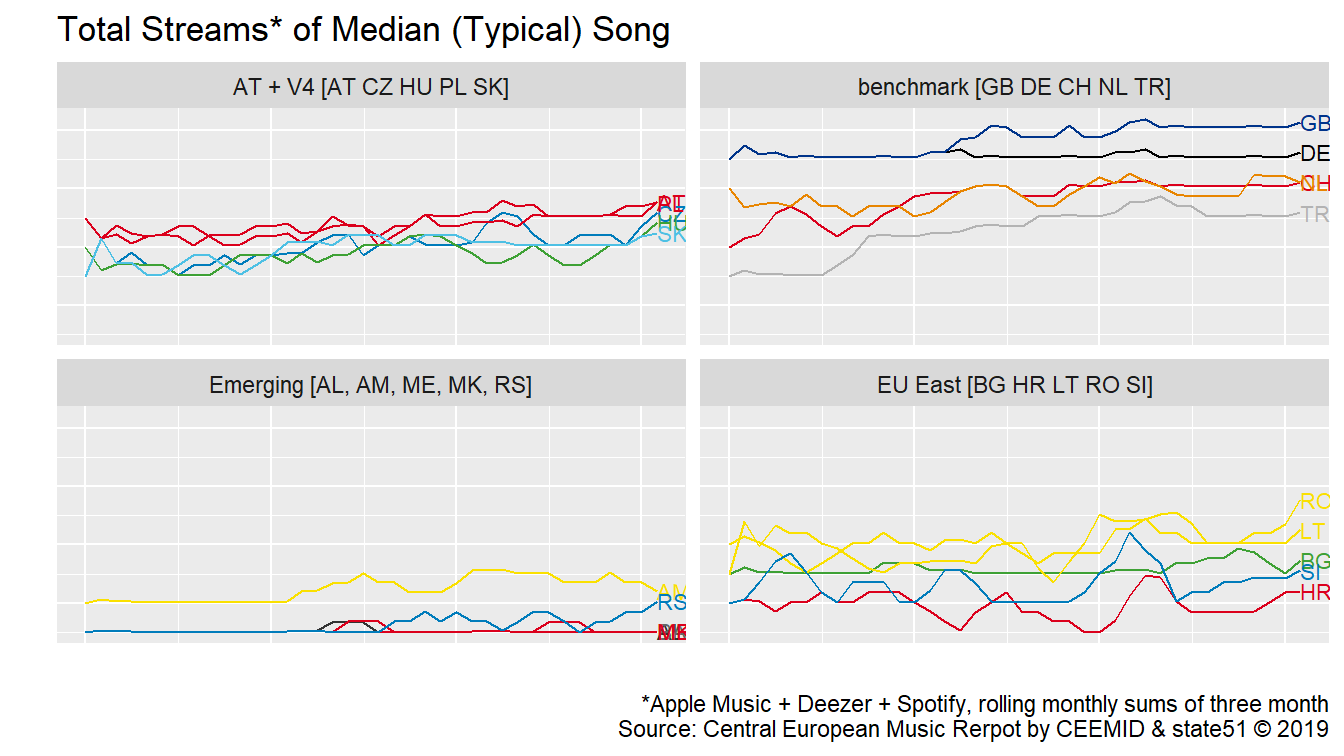 Total Streams* of Median (Typical) Song
AT + V4 [AT CZ HU PL SK]
benchmark [GB DE CH NL TR]
SK
GB
DE
TR
Emerging [AL, AM, ME, MK, RS]
EU East [BG HR LT RO SI]
AM
RS
RO
LT
BG
SI
HR
*Apple Music + Deezer + Spotify, rolling monthly sums of three month
Source: Central European Music Rerpot by CEEMID & state51 © 2019